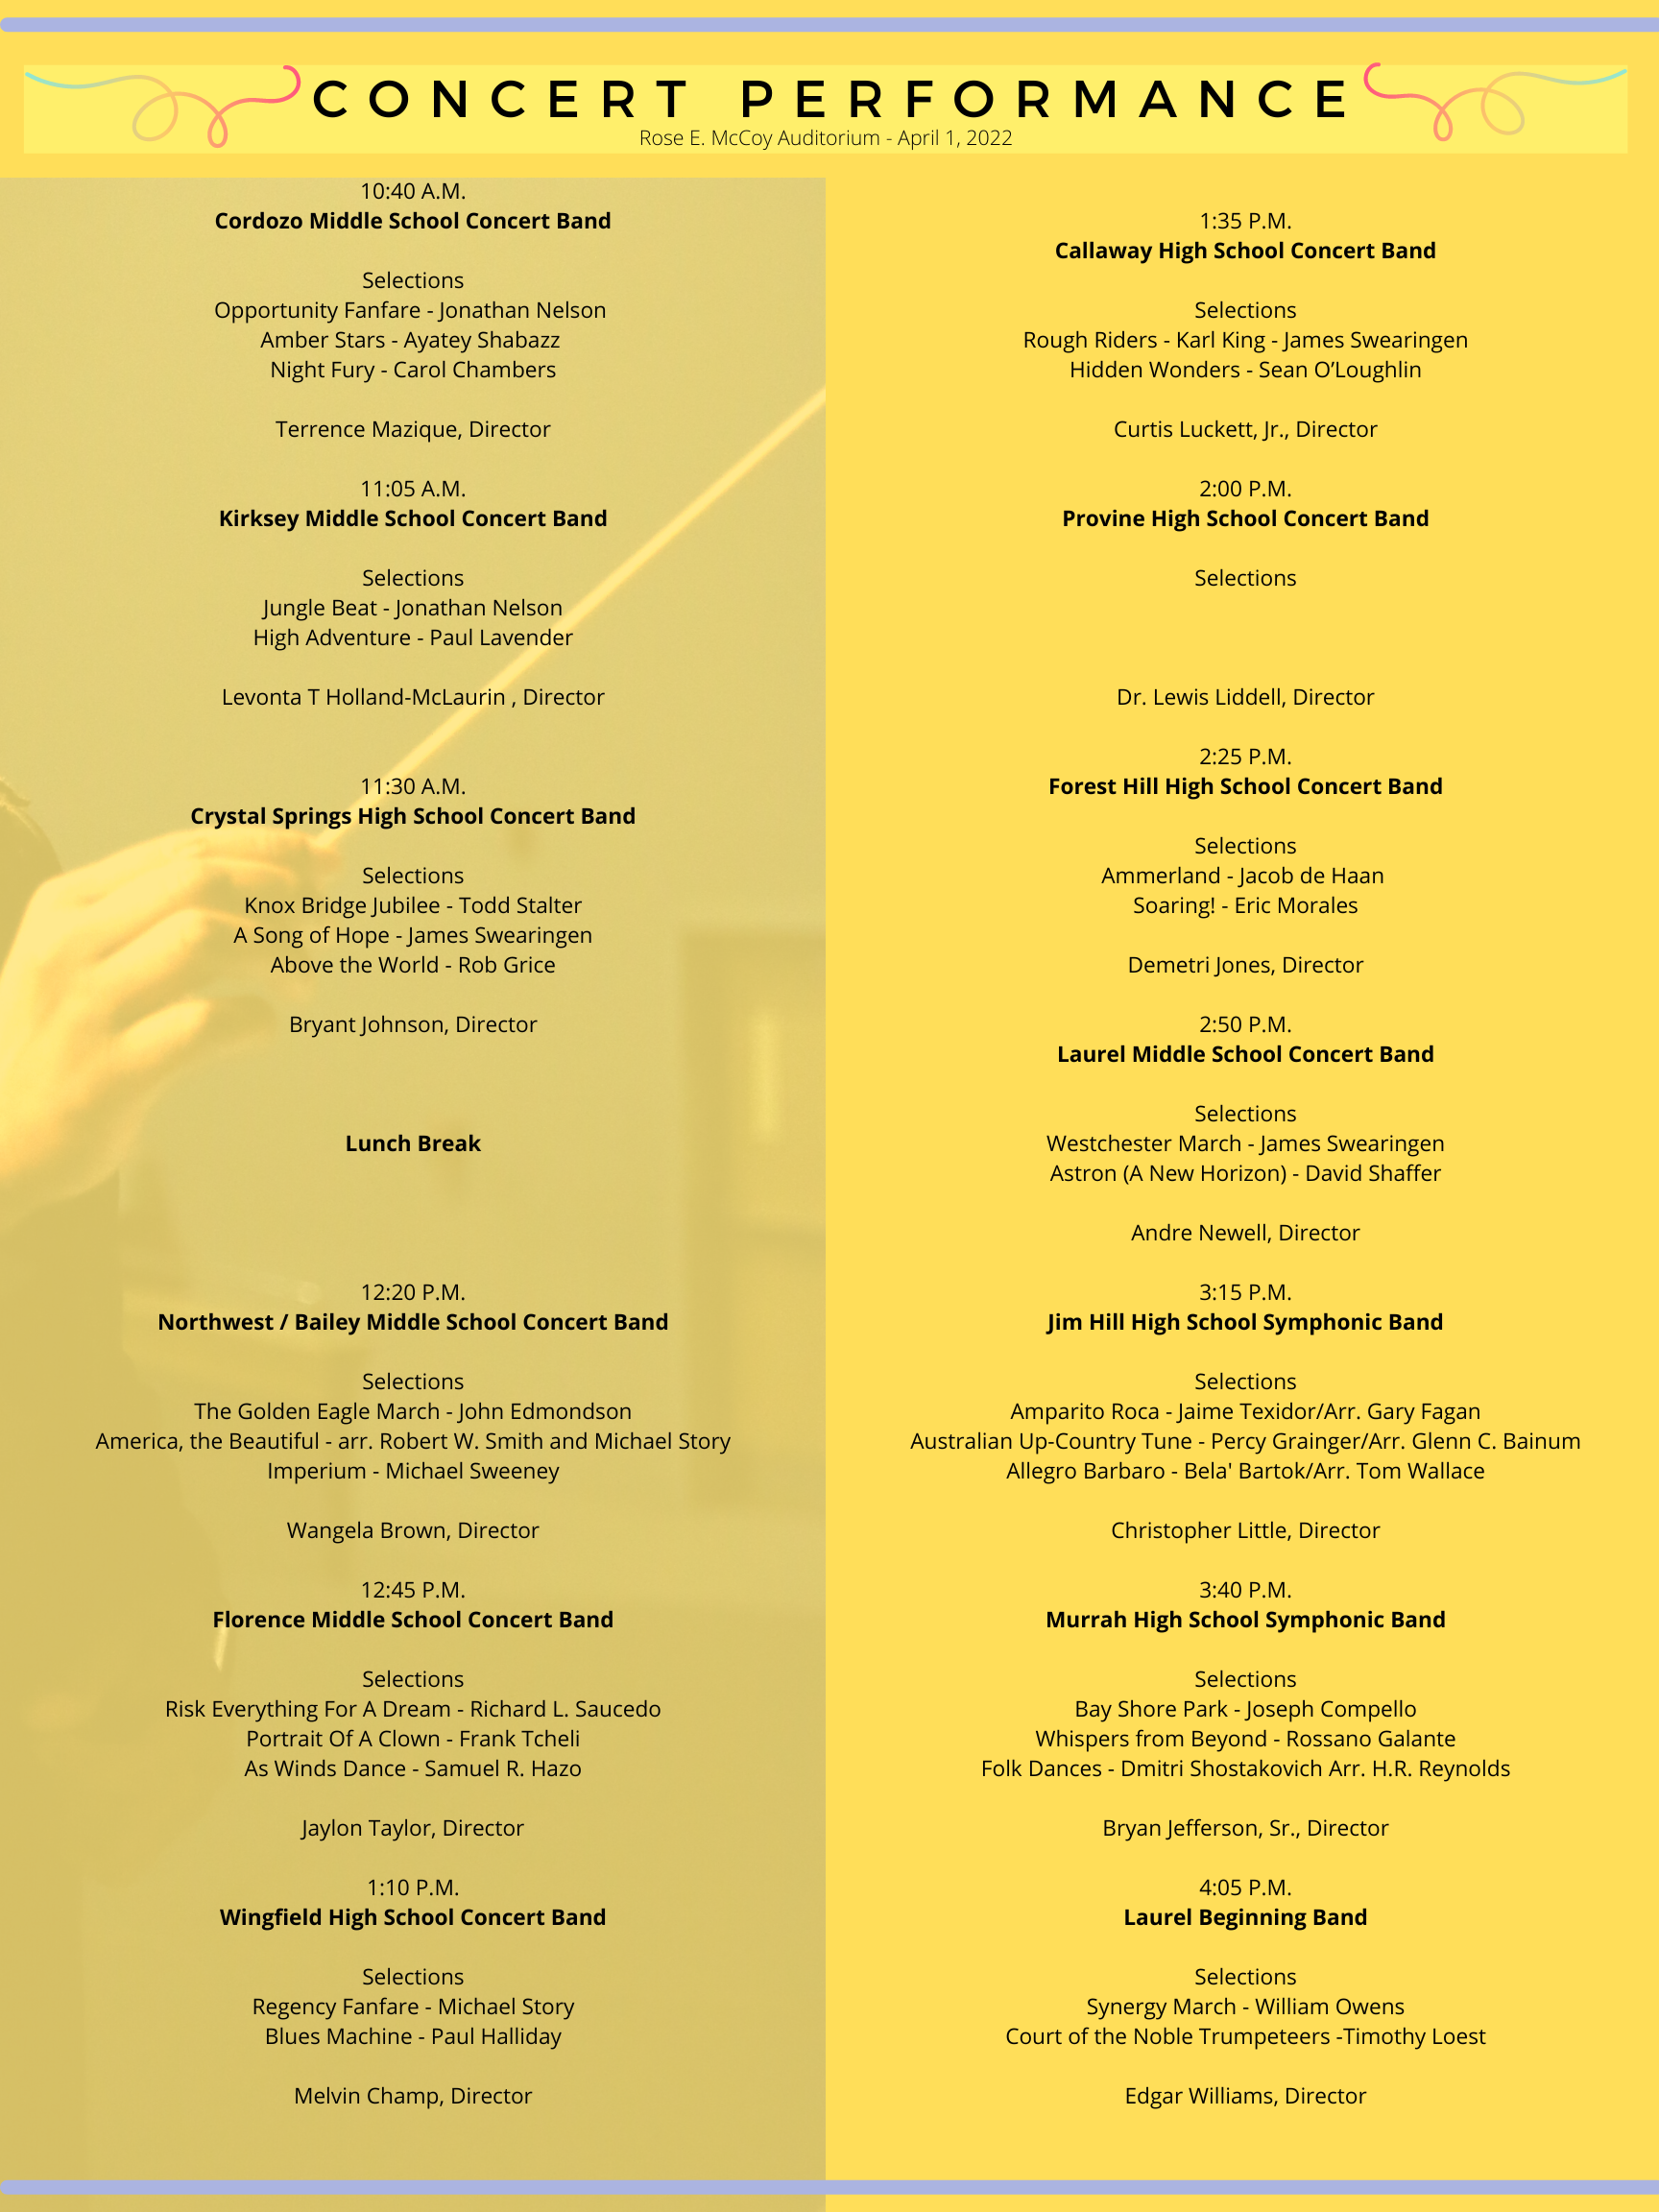 CONCERT PERFORMANCE
Rose E. McCoy Auditorium - April 1, 2022
10:40 A.M.
Cordozo Middle School Concert Band
Selections
Opportunity Fanfare - Jonathan Nelson
Amber Stars - Ayatey Shabazz
Night Fury - Carol Chambers
Terrence Mazique, Director
11:05 A.M.
Kirksey Middle School Concert Band
Selections
Jungle Beat - Jonathan Nelson
High Adventure - Paul Lavender
Levonta T Holland-McLaurin , Director
11:30 A.M.
Crystal Springs High School Concert Band
Selections
Knox Bridge Jubilee - Todd Stalter
A Song of Hope - James Swearingen
Above the World - Rob Grice
Bryant Johnson, Director
Lunch Break
12:20 P.M.
Northwest / Bailey Middle School Concert Band
Selections
The Golden Eagle March - John Edmondson
America, the Beautiful - arr. Robert W. Smith and Michael Story
Imperium - Michael Sweeney
Wangela Brown, Director
12:45 P.M.
Florence Middle School Concert Band
Selections
Risk Everything For A Dream - Richard L. Saucedo
Portrait Of A Clown - Frank Tcheli
As Winds Dance - Samuel R. Hazo
Jaylon Taylor, Director
1:10 P.M.
Wingfield High School Concert Band
Selections
Regency Fanfare - Michael Story
Blues Machine - Paul Halliday
Melvin Champ, Director
1:35 P.M.
Callaway High School Concert Band
Selections
Rough Riders - Karl King - James Swearingen
Hidden Wonders - Sean O’Loughlin
Curtis Luckett, Jr., Director
2:00 P.M.
Provine High School Concert Band
Selections
Dr. Lewis Liddell, Director
2:25 P.M.
Forest Hill High School Concert Band
Selections
Ammerland - Jacob de Haan
Soaring! - Eric Morales
Demetri Jones, Director
2:50 P.M.
Laurel Middle School Concert Band
Selections
Westchester March - James Swearingen
Astron (A New Horizon) - David Shaffer
Andre Newell, Director
3:15 P.M.
Jim Hill High School Symphonic Band
Selections
Amparito Roca - Jaime Texidor/Arr. Gary Fagan
Australian Up-Country Tune - Percy Grainger/Arr. Glenn C. Bainum
Allegro Barbaro - Bela' Bartok/Arr. Tom Wallace
Christopher Little, Director
3:40 P.M.
Murrah High School Symphonic Band
Selections
Bay Shore Park - Joseph Compello
Whispers from Beyond - Rossano Galante
Folk Dances - Dmitri Shostakovich Arr. H.R. Reynolds
Bryan Jefferson, Sr., Director
4:05 P.M.
Laurel Beginning Band
Selections
Synergy March - William Owens
Court of the Noble Trumpeteers -Timothy Loest
Edgar Williams, Director